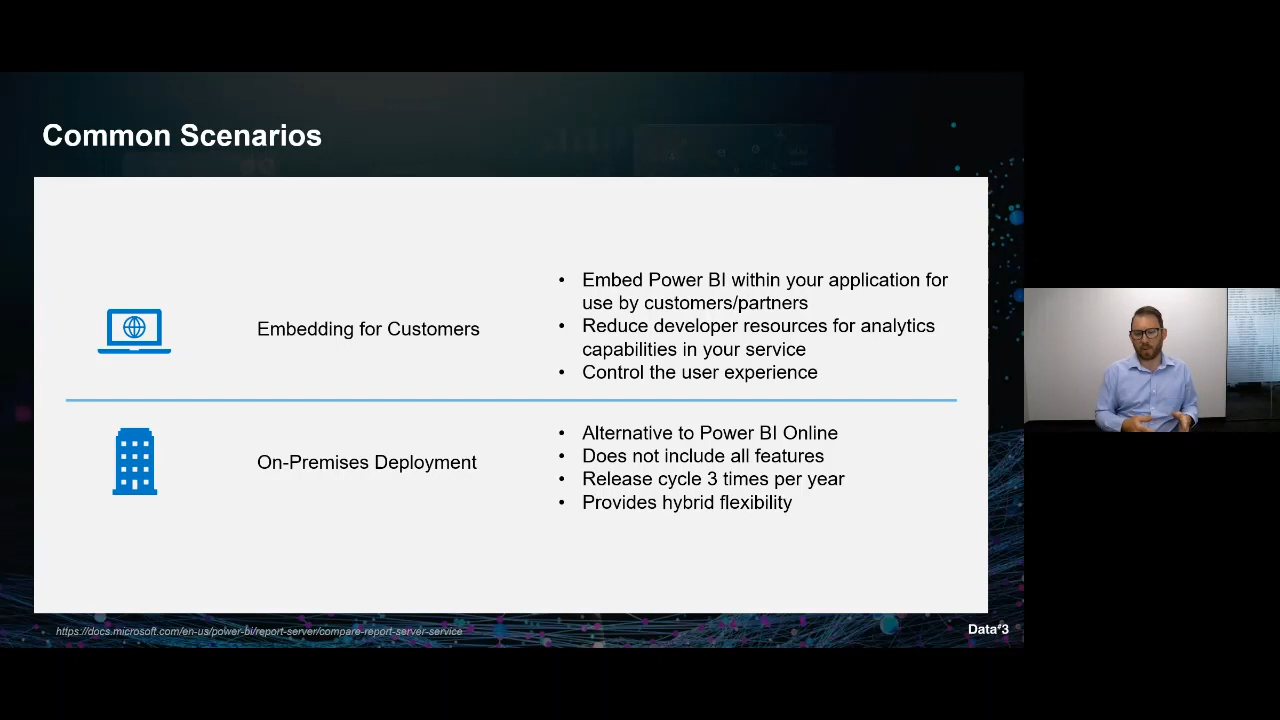 Common Scenarios
Embedding for Customers
• Embed Power BI within your application for
use by customers/partners
• Reduce developer resources for analytics
capabilities in your service
• Control the user experience
On-Premises Deployment
• Alternative to Power BI Online
• Does not include all features
• Release cycle 3 times per year
• Provides hybrid flexibility
https://docs.microsoft.com/en-us/power-bi/report-server/compare-report-server-service
Data#3